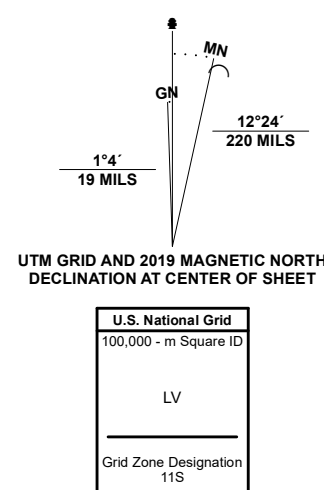 MN
GN
12°24´
220 MILS
1°4´
19 MILS
UTM GRID AND 2019 MAGNETIC NORTH
DECLINATION AT CENTER OF SHEET
U.S. National Grid
100,000 - m Square ID
LV
Grid Zone Designation
11S